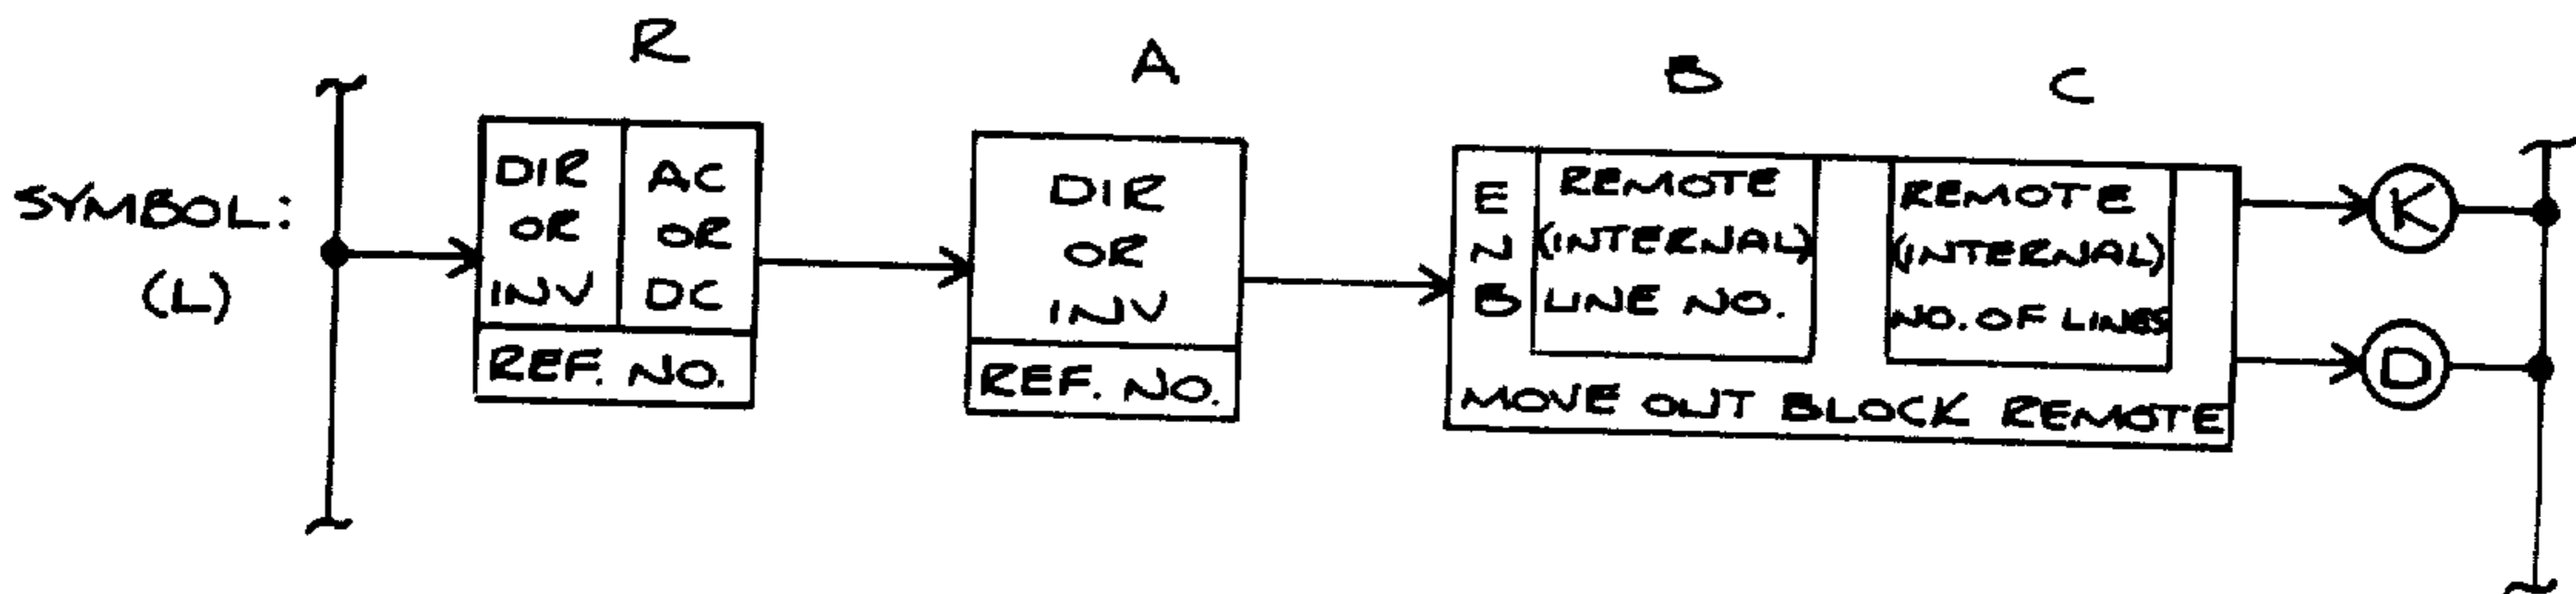 R
A
B
C
SYMBOL:
(L)
DIR
OR
INV
AC
OR
DC
REF. NO.
DIR
OR
INV
REF. NO.
ENB
REMOTE
(INTERNAL)
LINE NO.
REMOTE
(INTERNAL)
NO. OF LINES
MOVE OUT BLOCK REMOTE
K
D